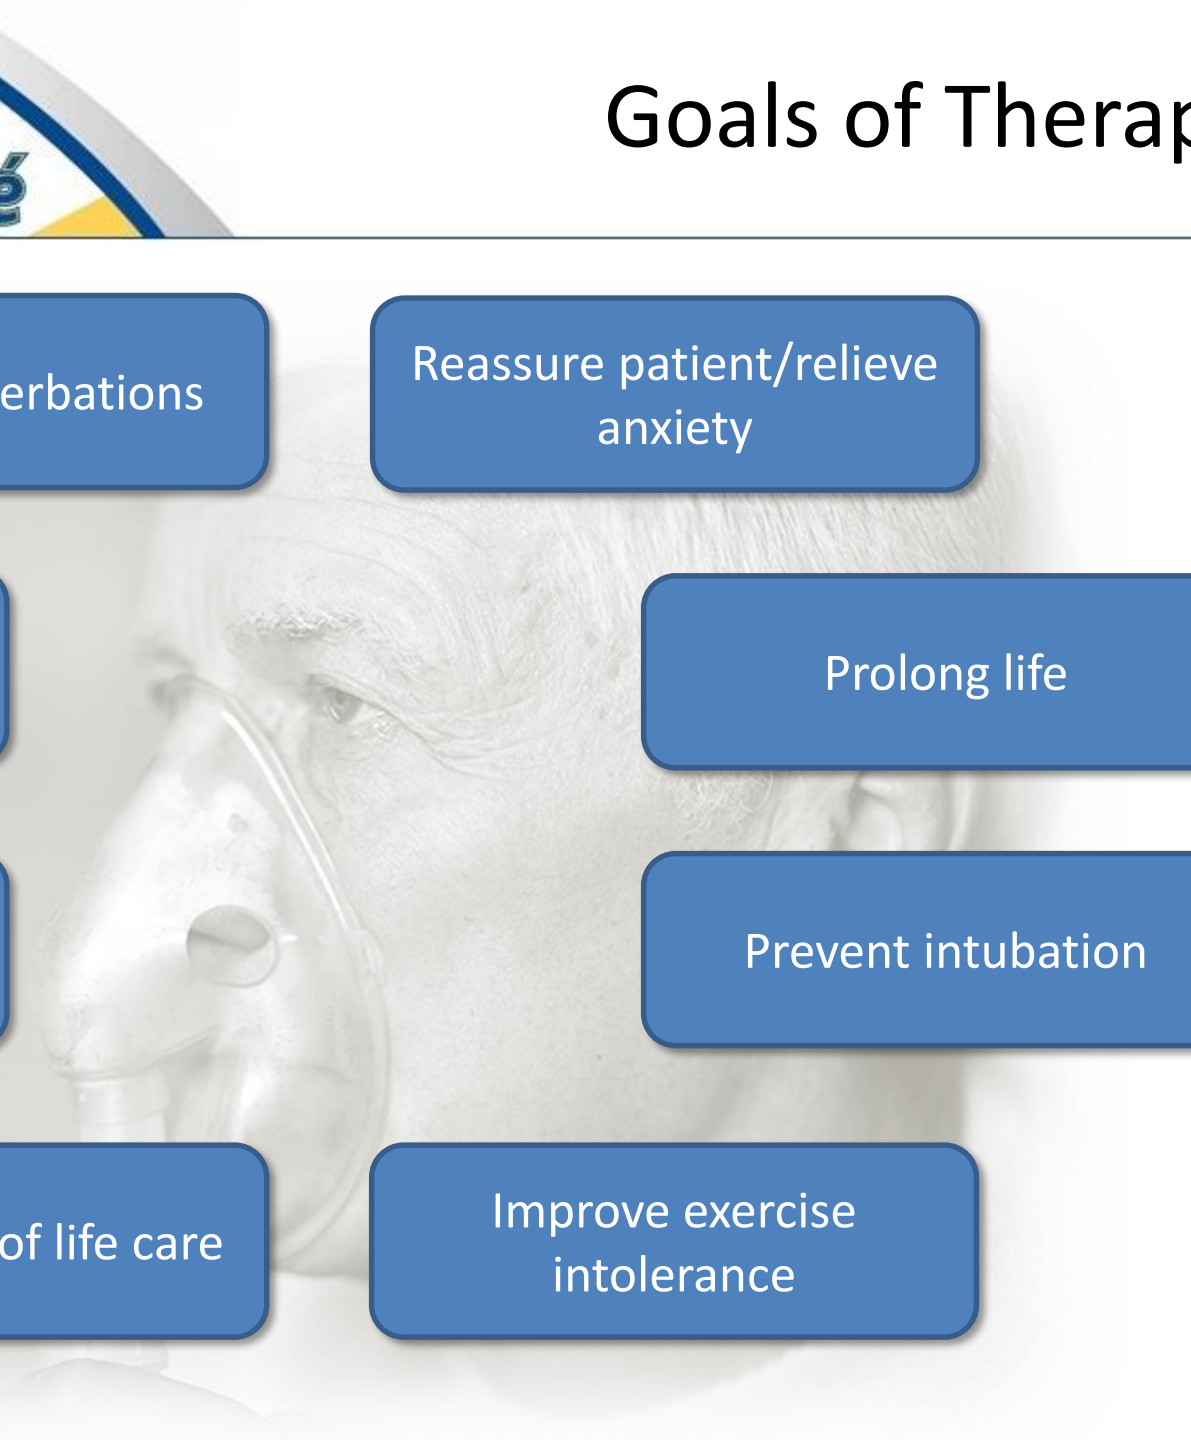 Goals of Therap
é
erbations
Reassure patient/relieve
anxiety
Prolong life
Prevent intubation
of life care
Improve exercise
intolerance